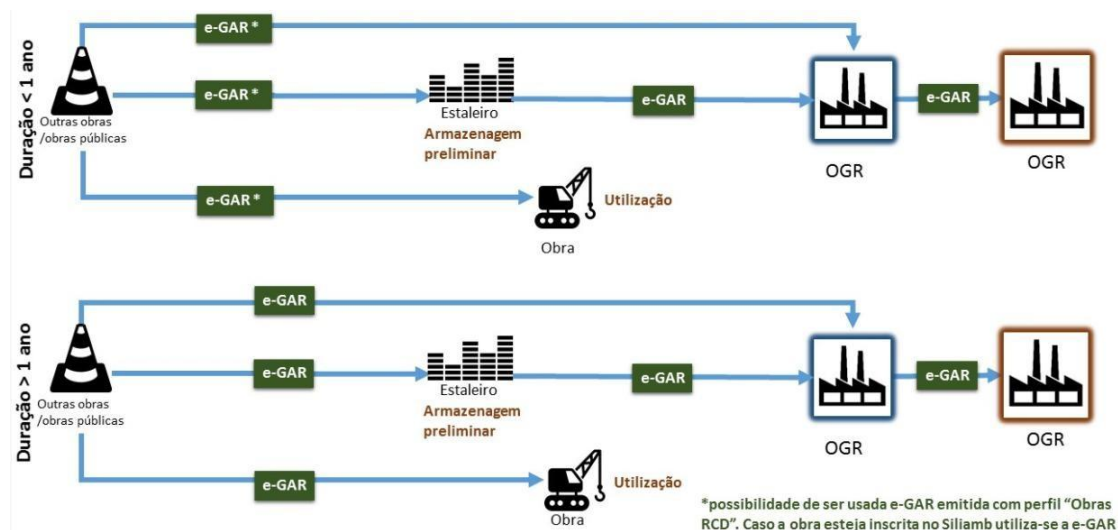 Duração < 1 ano
e-GAR *
e-GAR *
e-GAR
e-GAR
Outras obras
/obras públicas
Estaleiro
Armazenagem
preliminar
OGR
OGR
e-GAR *
Utilização
Obra
Duração > 1 ano
e-GAR
e-GAR
e-GAR
e-GAR
Outras obras
/obras públicas
Estaleiro
Armazenagem
preliminar
OGR
OGR
e-GAR
Utilização
Obra
*possibilidade de ser usada e-GAR emitida com perfil “Obras
RCD”. Caso a obra esteja inscrita no Siliamb utiliza-se a e-GAR